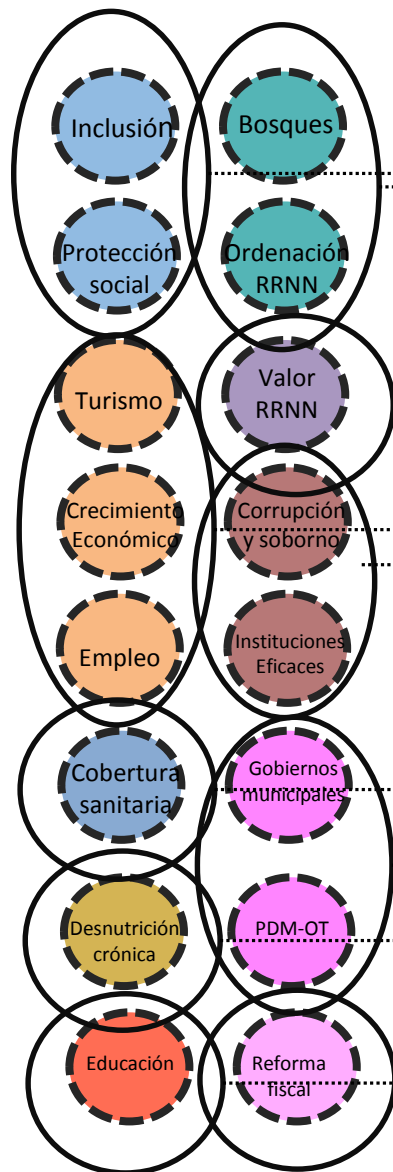 Inclusión
Bosques
Protección
social
Ordenación
RRNN
Turismo
Valor
RRNN
Crecimiento
Económico
Corrupción
y soborno
Empleo
Instituciones
Eficaces
Cobertura
sanitaria
Gobiernos
municipales
Desnutrición
crónica
PDM-OT
Educación
Reforma
fiscal